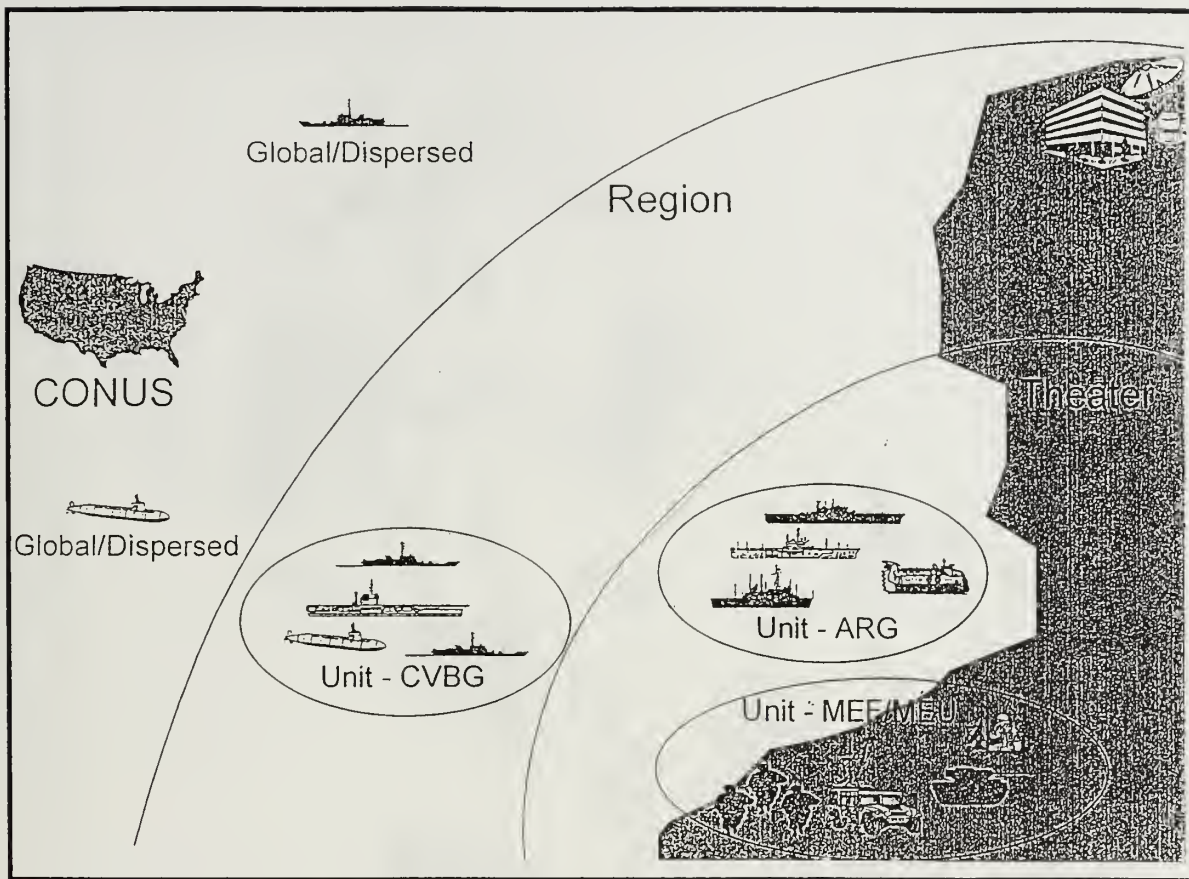 Global/Dispersed
Region
CONUS
Theater
Global/Dispersed
Unit - CVBG
Unit - ARG
Unit - MEF/MEU